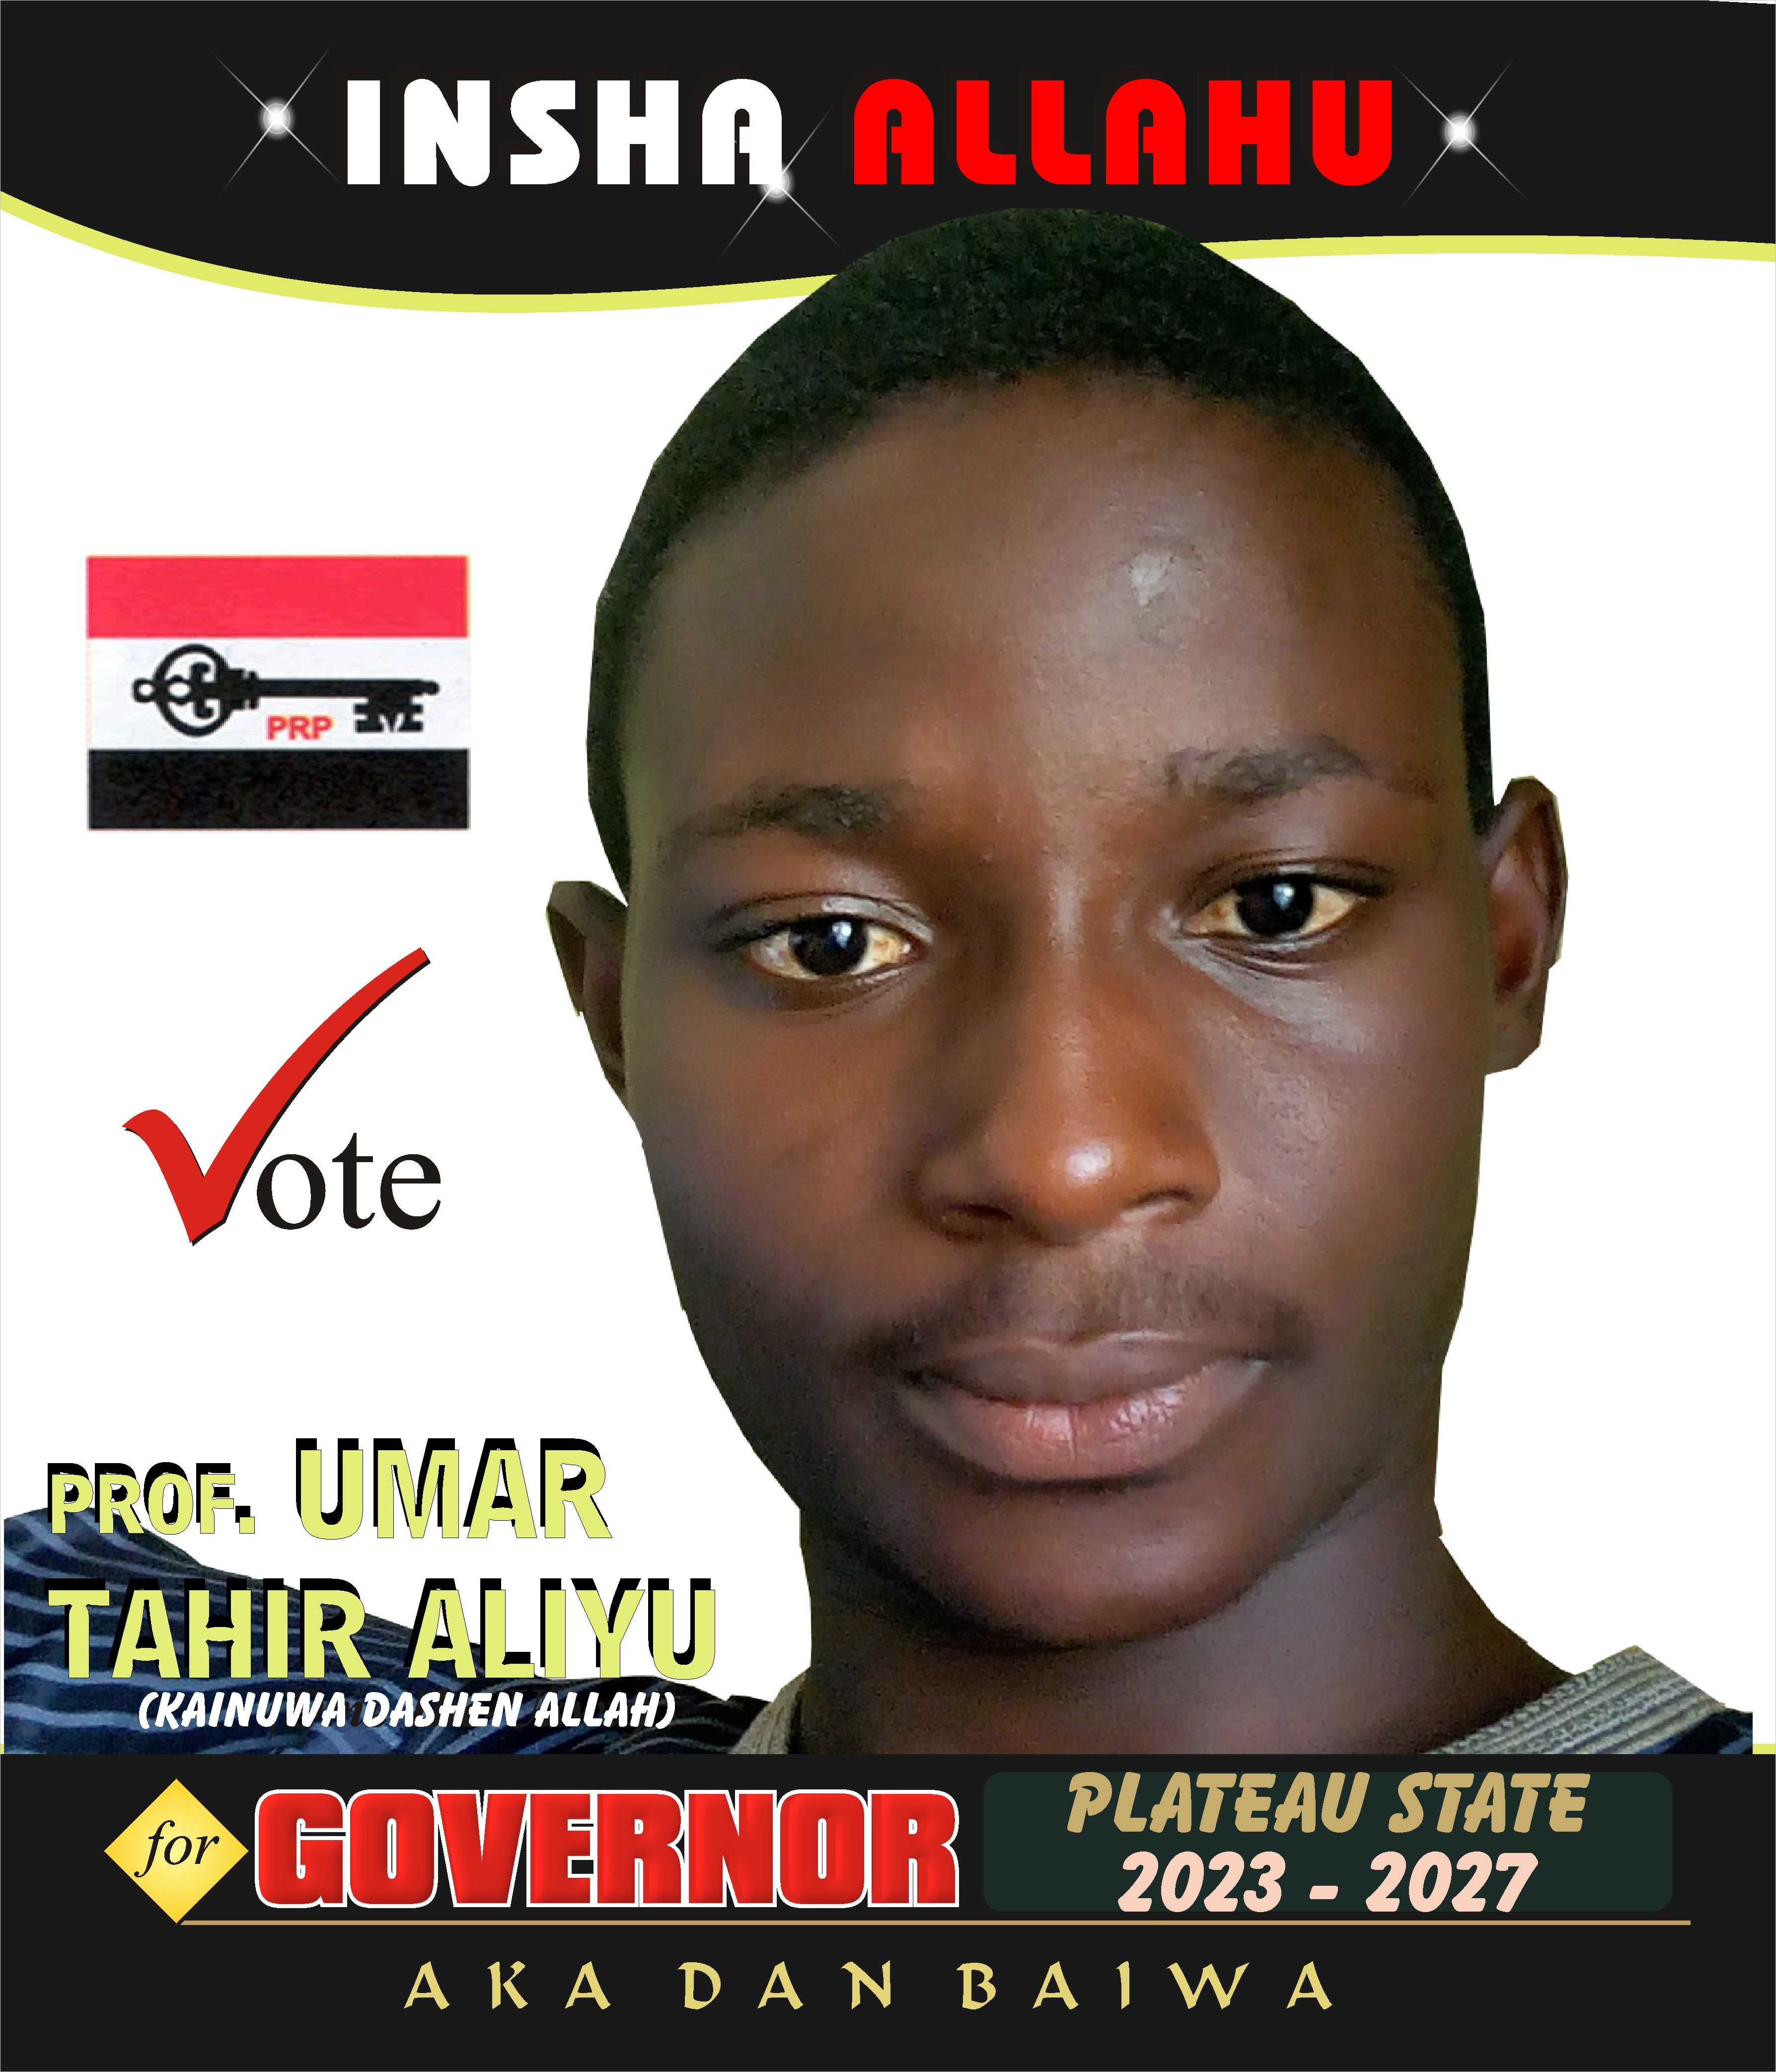 INSHA ALLAHU
PRP
Vote
PROF. UMAR
TAHIR ALIYU
(KAINUWA DASHEN ALLAH)
for GOVERNOR
PLATEAU STATE
2023 - 2027
AKA DAN BAIWA